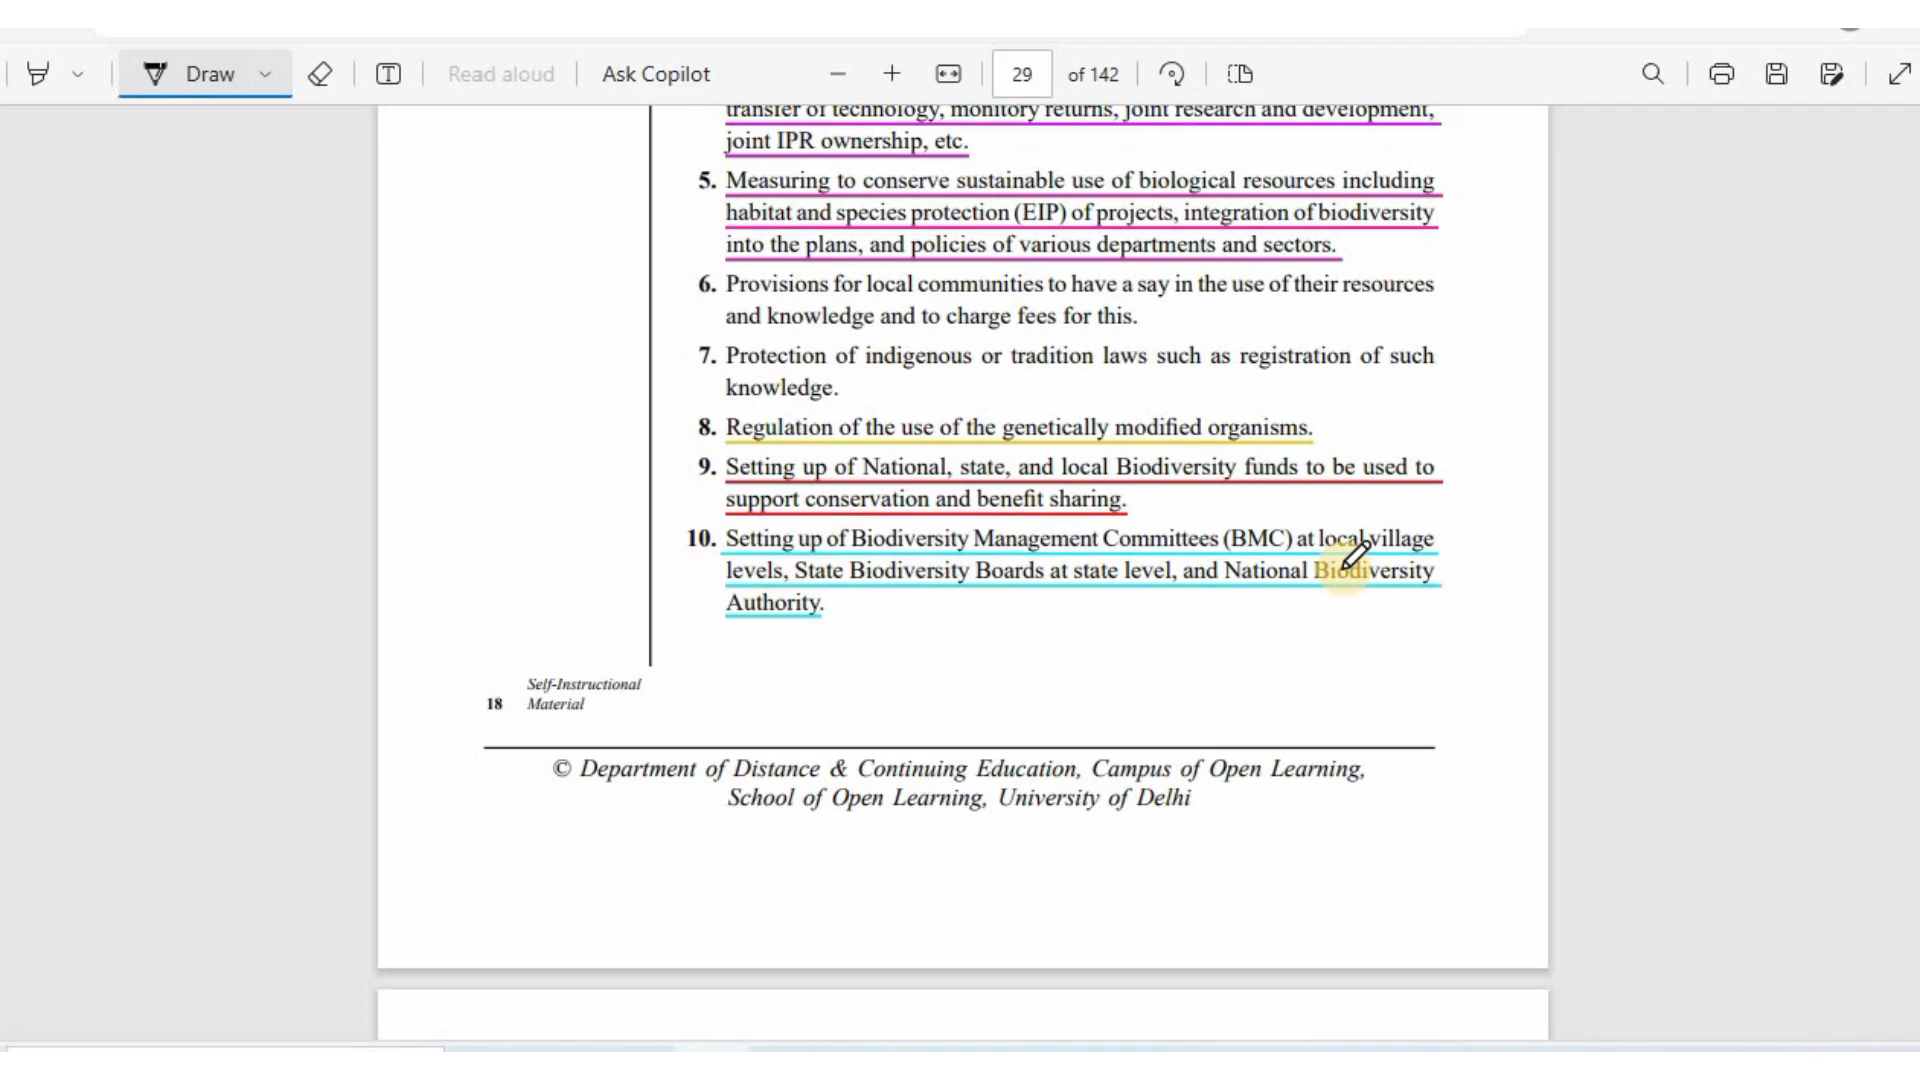 Draw
Read aloud
Ask Copilot
29 of 142
transfer of technology, monitory returns, joint research and development,
joint IPR ownership, etc.
5. Measuring to conserve sustainable use of biological resources including
habitat and species protection (EIP) of projects, integration of biodiversity
into the plans, and policies of various departments and sectors.
6. Provisions for local communities to have a say in the use of their resources
and knowledge and to charge fees for this.
7. Protection of indigenous or tradition laws such as registration of such
knowledge.
8. Regulation of the use of the genetically modified organisms.
9. Setting up of National, state, and local Biodiversity funds to be used to
support conservation and benefit sharing.
10. Setting up of Biodiversity Management Committees (BMC) at local village
levels, State Biodiversity Boards at state level, and National Biodiversity
Authority.
Self-Instructional
18 Material
© Department of Distance & Continuing Education, Campus of Open Learning,
School of Open Learning, University of Delhi